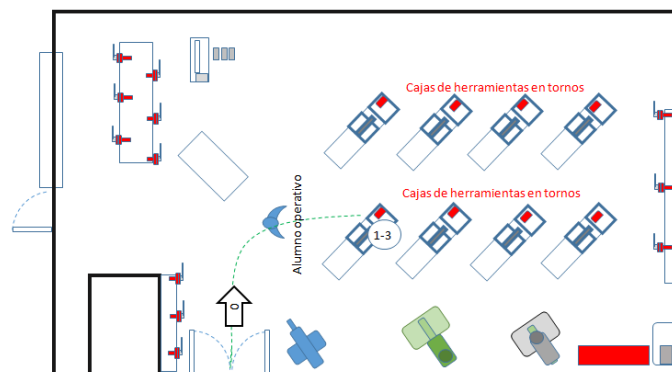 Cajas de herramientas en tornos
Cajas de herramientas en tornos
Alumno operativo
1-3
0